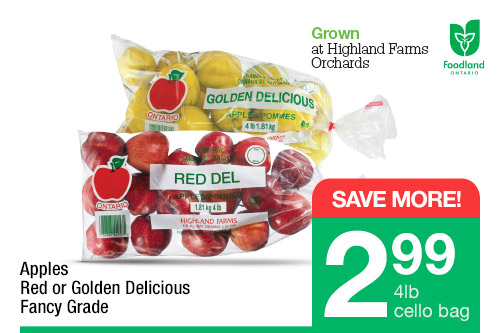 Grown
at Highland Farms
Orchards
Foodland
ONTARIO
GOLDEN DELICIOUS
APPLES/POMMES
4 lb 1.81 kg
ONTARIO
RED DEL
APPLES/POMMES
1.81 kg 4 lb
HIGHLAND FARMS
ONTARIO
SAVE MORE!
2 99
4lb
cello bag
Apples
Red or Golden Delicious
Fancy Grade